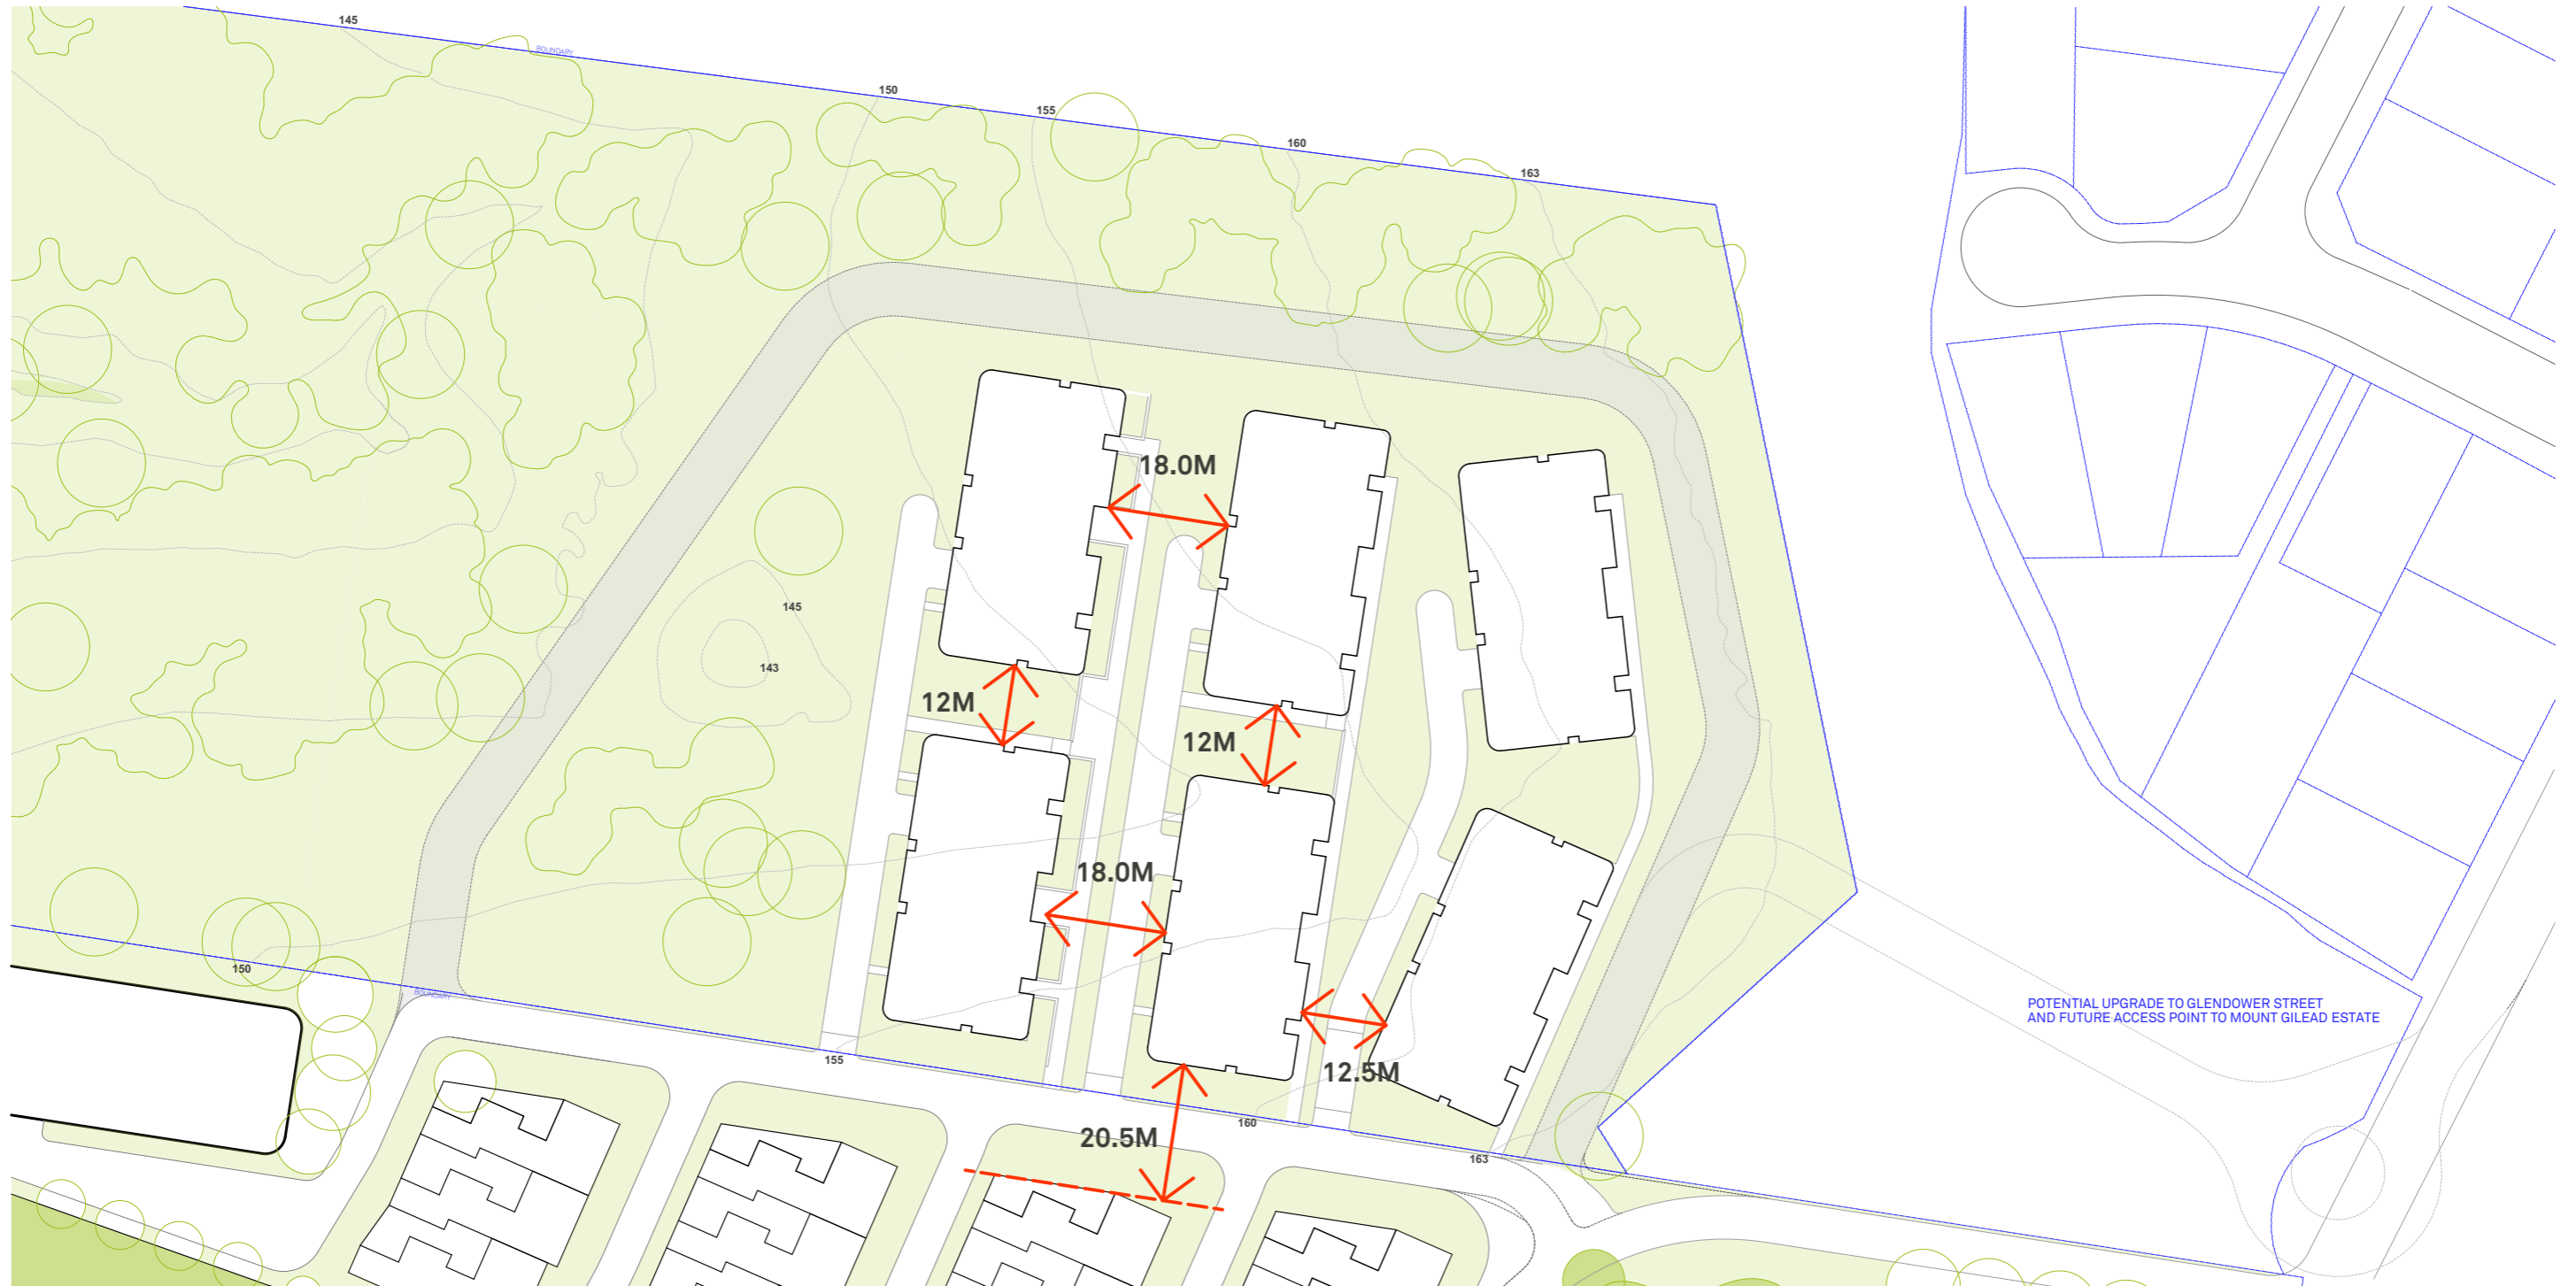 145
BOUNDARY
150
155
160
163
18.0M
145
143
12M
12M
18.0M
150
BOUNDARY
POTENTIAL UPGRADE TO GLENDOWER STREET
AND FUTURE ACCESS POINT TO MOUNT GILEAD ESTATE
155
12.5M
160
20.5M
163